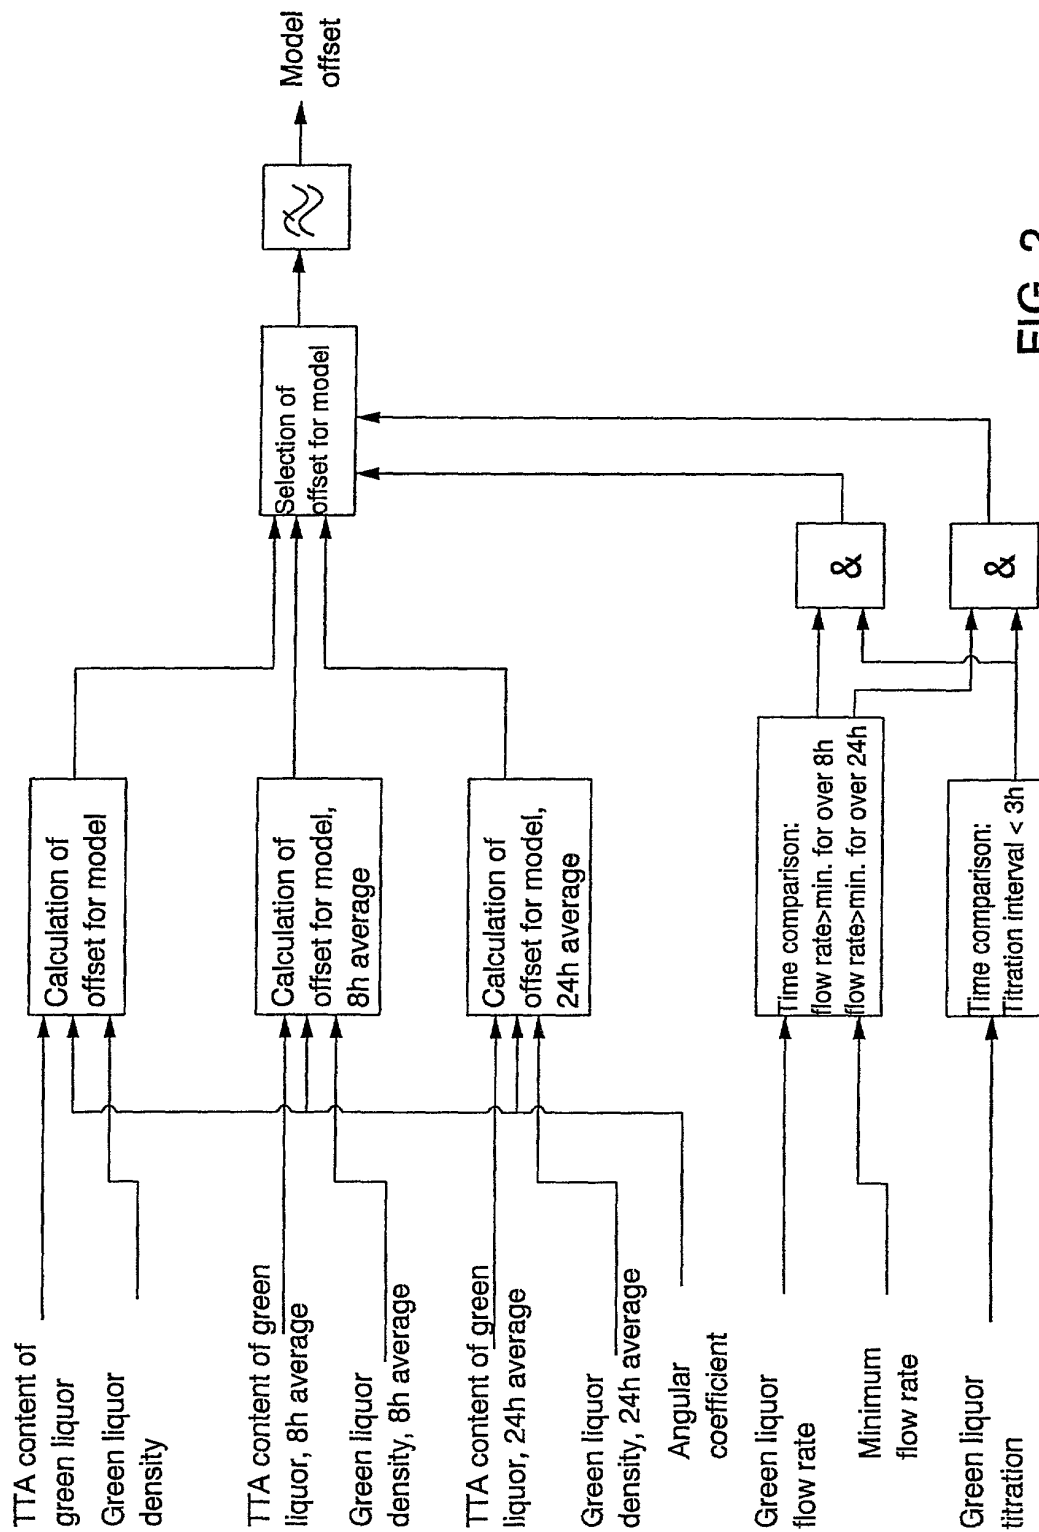 TTA content of
green liquor
Green liquor
density
TTA content of green
liquor, 8h average
Green liquor
density, 8h average
TTA content of green
liquor, 24h average
Green liquor
density, 24h average
Angular
coefficient
Green liquor
flow rate
Minimum
flow rate
Green liquor
titration
Calculation of
offset for model
Calculation of
offset for model,
8h average
Calculation of
offset for model,
24h average
Time comparison:
flow rate>min. for over 8h
flow rate>min. for over 24h
Time comparison:
Titration interval < 3h
&
&
Selection of
offset for model
Model
offset
FIG. 2